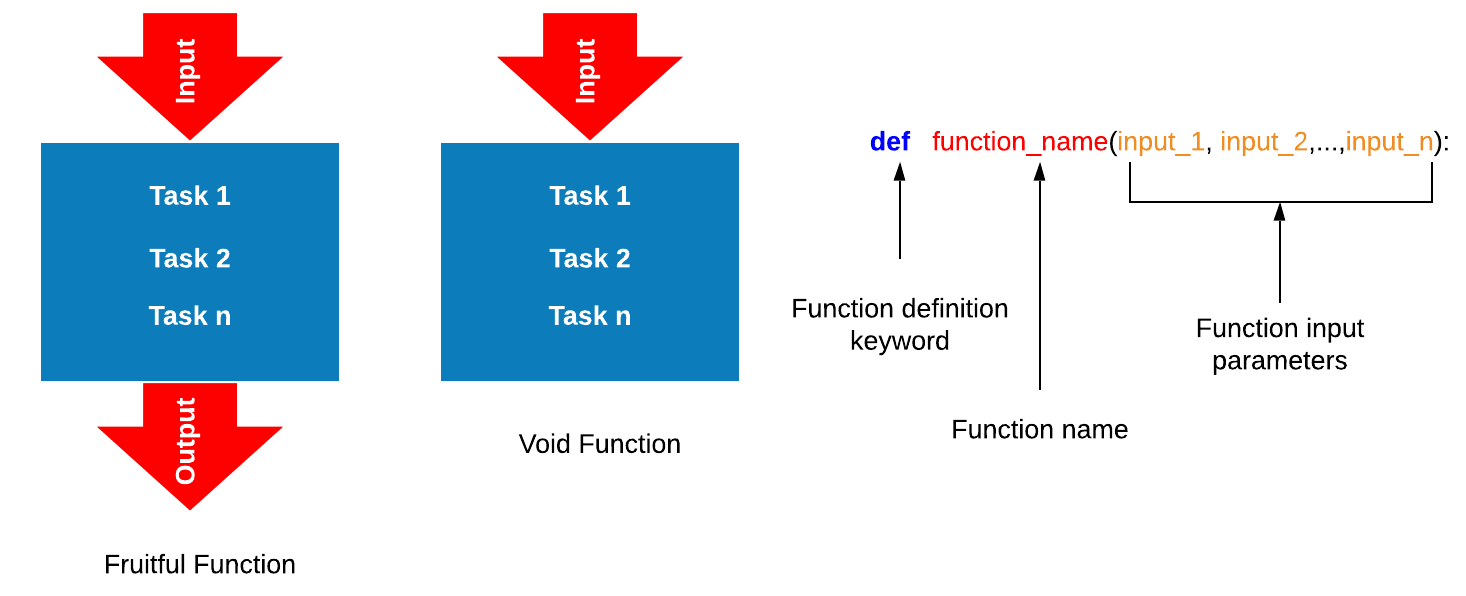 Input
Task 1
Task 2
Task n
Output
Fruitful Function
Input
Task 1
Task 2
Task n
Void Function
def function_name(input_1, input_2,...,input_n):
Function definition
keyword
Function name
Function input
parameters